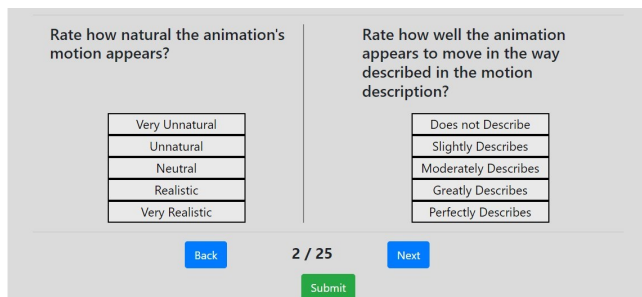 Rate how natural the animation's
motion appears?
Very Unnatural
Unnatural
Neutral
Realistic
Very Realistic
Rate how well the animation
appears to move in the way
described in the motion
description?
Does not Describe
Slightly Describes
Moderately Describes
Greatly Describes
Perfectly Describes
Back
2 / 25
Next
Submit